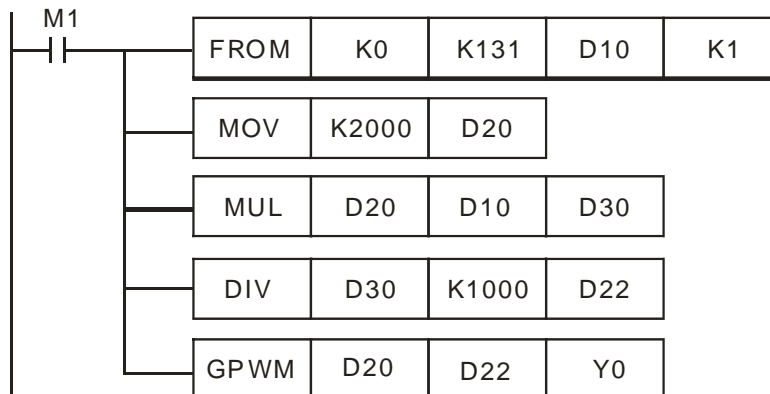 M1
FROM K0 K131 D10 K1
MOV K2000 D20
MUL D20 D10 D30
DIV D30 K1000 D22
GPWM D20 D22 Y0